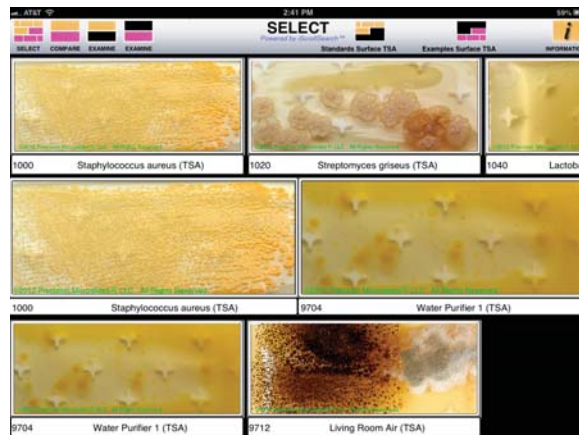 AT&T 2:41 PM 59%
SELECT
Powered by iScrollSearch™
SELECT COMPARE EXAMINE EXAMINE Standards Surface TSA Examples Surface TSA INFORMATI
1000 Staphylococcus aureus (TSA) 1020 Streptomyces griseus (TSA) 1040 Lactoba
©2012 Precision Microbes® LLC All Rights Reserved
1000 Staphylococcus aureus (TSA) 9704 Water Purifier 1 (TSA)
9704 Water Purifier 1 (TSA) 9712 Living Room Air (TSA)